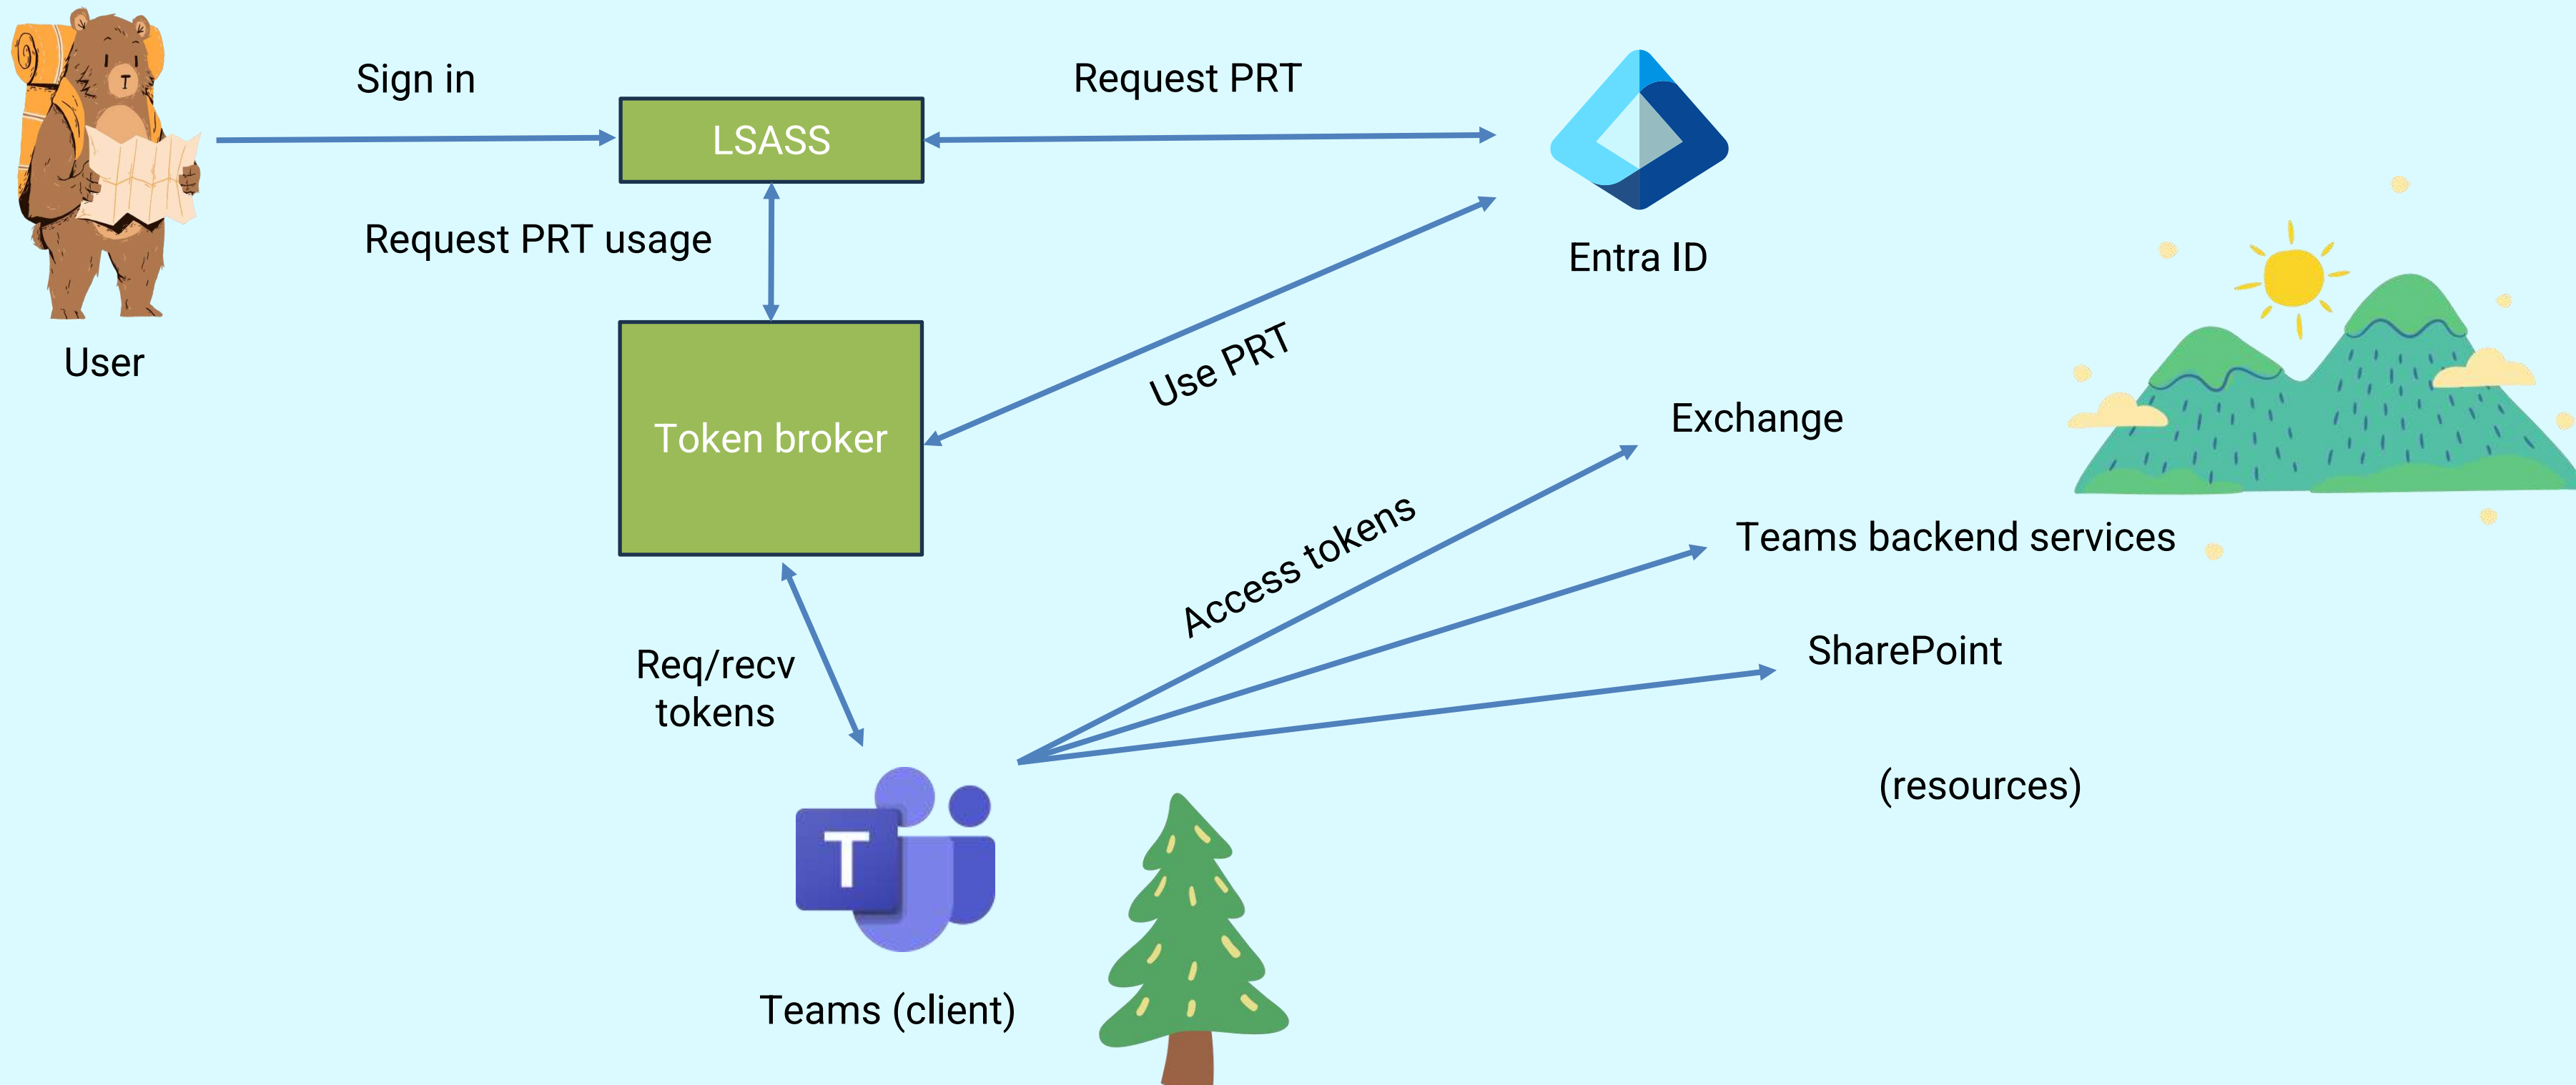 Sign in
Request PRT
LSASS
Request PRT usage
Entra ID
User
Use PRT
Token broker
Exchange
Access tokens
Teams backend services
Req/recv
tokens
SharePoint
(resources)
T
Teams (client)